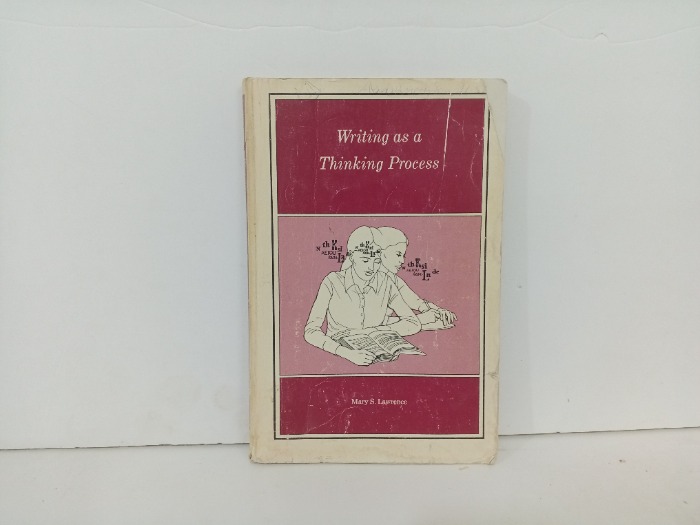 Writing as a
Thinking Process
Mary S. Lawrence